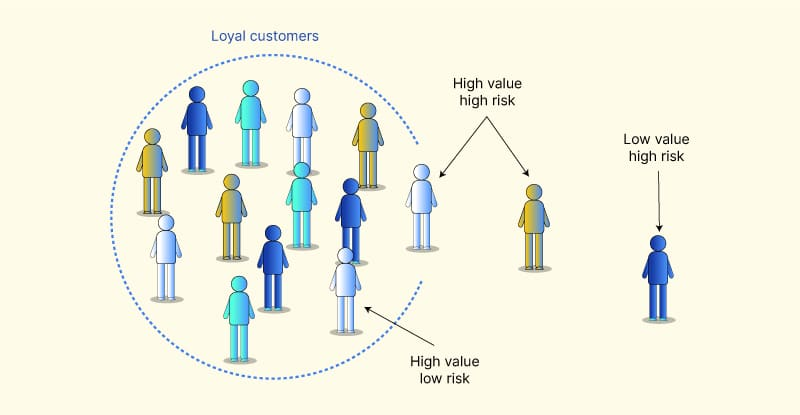 Loyal customers
High value
high risk
Low value
high risk
High value
low risk